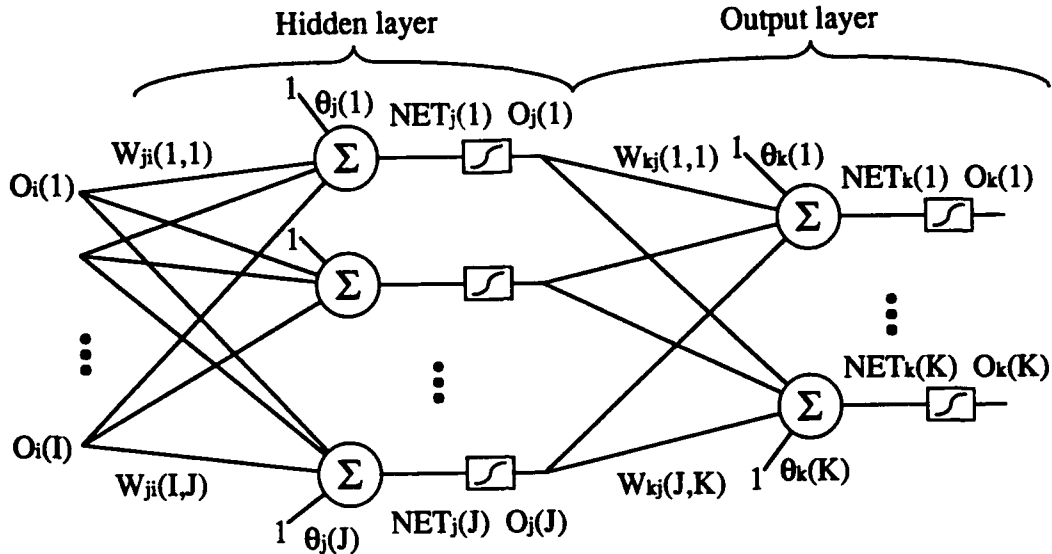 Hidden layer
Output layer
1 θj(1)
NETj(1) Oj(1)
Wji(1,1)
Σ
Wkj(1,1)
1 θk(1)
NETk(1) Ok(1)
Oi(1)
Σ
1
Σ
NETk(K) Ok(K)
Σ
Oi(I)
Wji(I,J)
Σ
Wkj(J,K)
1 θk(K)
1 θj(J)
NETj(J) Oj(J)